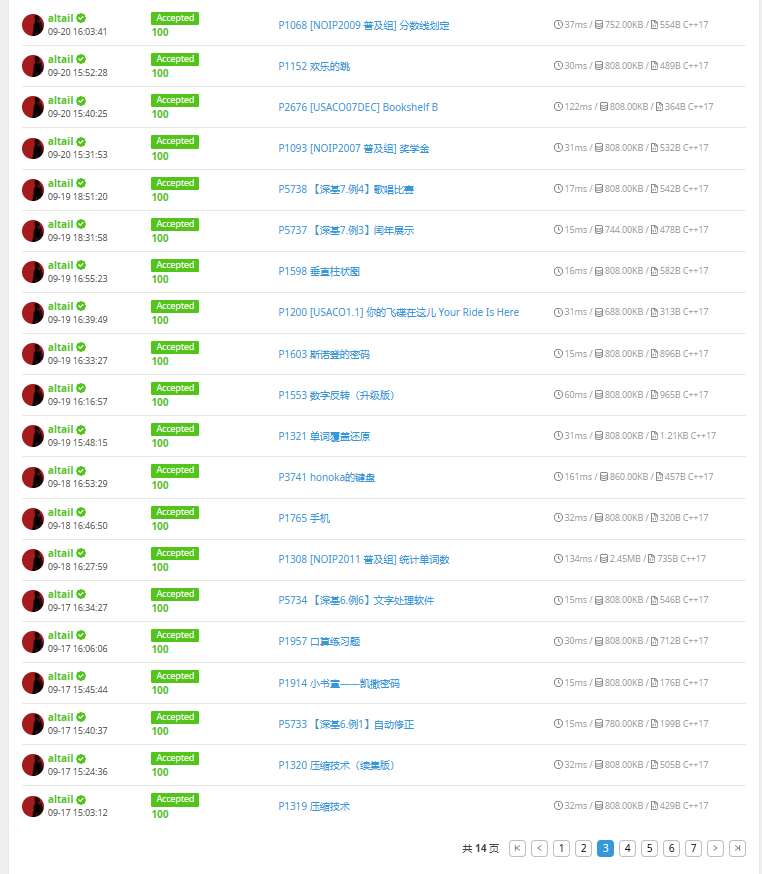 altail Accepted P1068 [NOIP2009 普及组] 分数线划定 37ms / 752.00KB / 554B C++17
09-20 16:03:41 100
altail Accepted P1152 欢乐的跳 30ms / 808.00KB / 489B C++17
09-20 15:52:28 100
altail Accepted P2676 [USACO07DEC] Bookshelf B 122ms / 808.00KB / 364B C++17
09-20 15:40:25 100
altail Accepted P1093 [NOIP2007 普及组] 奖学金 31ms / 808.00KB / 532B C++17
09-20 15:31:53 100
altail Accepted P5738 【深基7.例4】歌唱比赛 17ms / 808.00KB / 542B C++17
09-19 18:51:20 100
altail Accepted P5737 【深基7.例3】闰年展示 15ms / 744.00KB / 478B C++17
09-19 18:31:58 100
altail Accepted P1598 垂直柱状图 16ms / 808.00KB / 582B C++17
09-19 16:55:23 100
altail Accepted P1200 [USACO1.1] 你的飞碟在这儿 Your Ride Is Here 31ms / 688.00KB / 313B C++17
09-19 16:39:49 100
altail Accepted P1603 斯诺登的密码 15ms / 808.00KB / 896B C++17
09-19 16:33:27 100
altail Accepted P1553 数字反转（升级版） 60ms / 808.00KB / 965B C++17
09-19 16:16:57 100
altail Accepted P1321 单词覆盖还原 31ms / 808.00KB / 1.21KB C++17
09-19 15:48:15 100
altail Accepted P3741 honoka的键盘 161ms / 860.00KB / 457B C++17
09-18 16:53:29 100
altail Accepted P1765 手机 32ms / 808.00KB / 320B C++17
09-18 16:46:50 100
altail Accepted P1308 [NOIP2011 普及组] 统计单词数 134ms / 2.45MB / 735B C++17
09-18 16:27:59 100
altail Accepted P5734 【深基6.例6】文字处理软件 15ms / 808.00KB / 546B C++17
09-17 16:34:27 100
altail Accepted P1957 口算练习题 30ms / 808.00KB / 712B C++17
09-17 16:06:06 100
altail Accepted P1914 小书童——凯撒密码 15ms / 808.00KB / 176B C++17
09-17 15:45:44 100
altail Accepted P5733 【深基6.例1】自动修正 15ms / 780.00KB / 199B C++17
09-17 15:40:37 100
altail Accepted P1320 压缩技术（续集版） 32ms / 808.00KB / 505B C++17
09-17 15:24:36 100
altail Accepted P1319 压缩技术 32ms / 808.00KB / 429B C++17
09-17 15:03:12 100
共 14 页 1 2 3 4 5 6 7